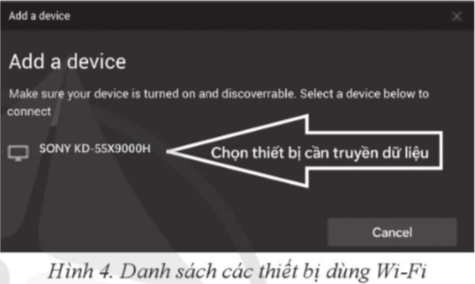 Add a device
Add a device
Make sure your device is turned on and discoverrable. Select a device below to
connect
SONY KD-55X9000H
Chọn thiết bị cần truyền dữ liệu
Cancel
Hình 4. Danh sách các thiết bị dùng Wi-Fi